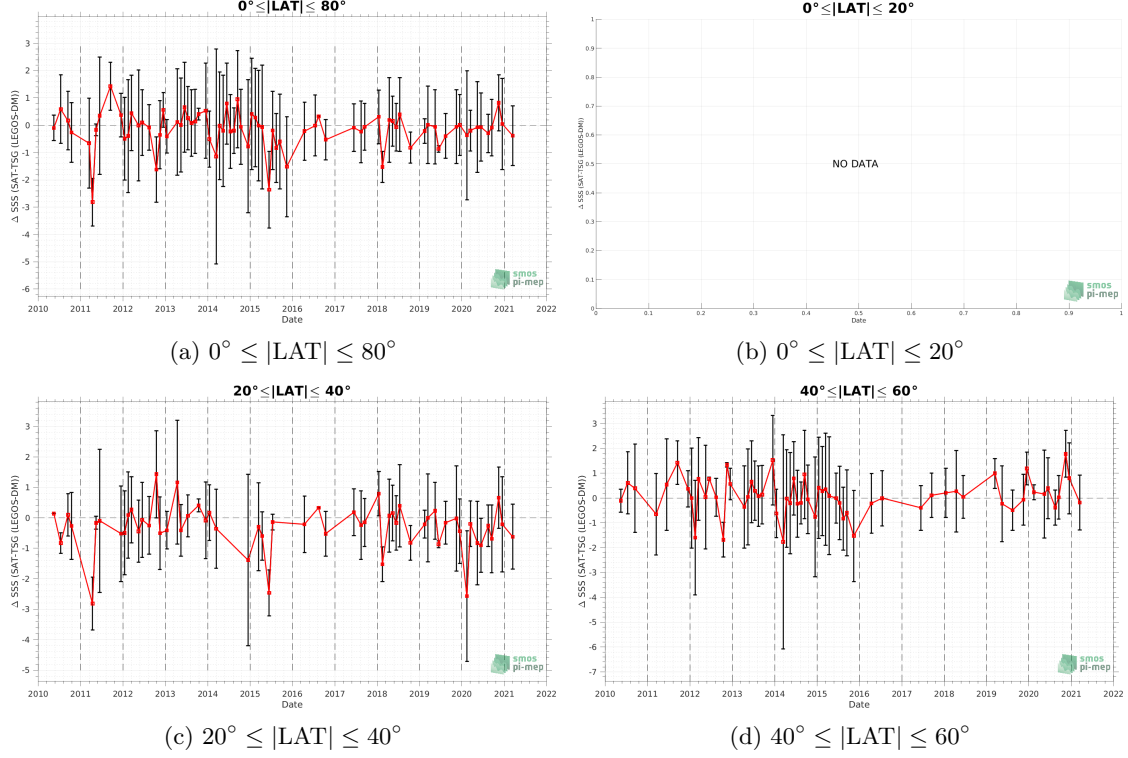 0°≤|LAT|≤ 80°
Δ SSS (SAT-TSG (LEGOS-DM))
3
2
1
0
-1
-2
-3
-4
-5
-6
2010 2011 2012 2013 2014 2015 2016 2017 2018 2019 2020 2021 2022
Date
smos
pi-mep
(a) 0° ≤ |LAT| ≤ 80°
0°≤|LAT|≤ 20°
Δ SSS (SAT-TSG (LEGOS-DM))
1
0.9
0.8
0.7
0.6
0.5
0.4
0.3
0.2
0.1
0
NO DATA
0 0.1 0.2 0.3 0.4 0.5 0.6 0.7 0.8 0.9 1
Date
smos
pi-mep
(b) 0° ≤ |LAT| ≤ 20°
20°≤|LAT|≤ 40°
Δ SSS (SAT-TSG (LEGOS-DM))
3
2
1
0
-1
-2
-3
-4
-5
2010 2011 2012 2013 2014 2015 2016 2017 2018 2019 2020 2021 2022
Date
smos
pi-mep
(c) 20° ≤ |LAT| ≤ 40°
40°≤|LAT|≤ 60°
Δ SSS (SAT-TSG (LEGOS-DM))
3
2
1
0
-1
-2
-3
-4
-5
-6
-7
2010 2011 2012 2013 2014 2015 2016 2017 2018 2019 2020 2021 2022
Date
smos
pi-mep
(d) 40° ≤ |LAT| ≤ 60°